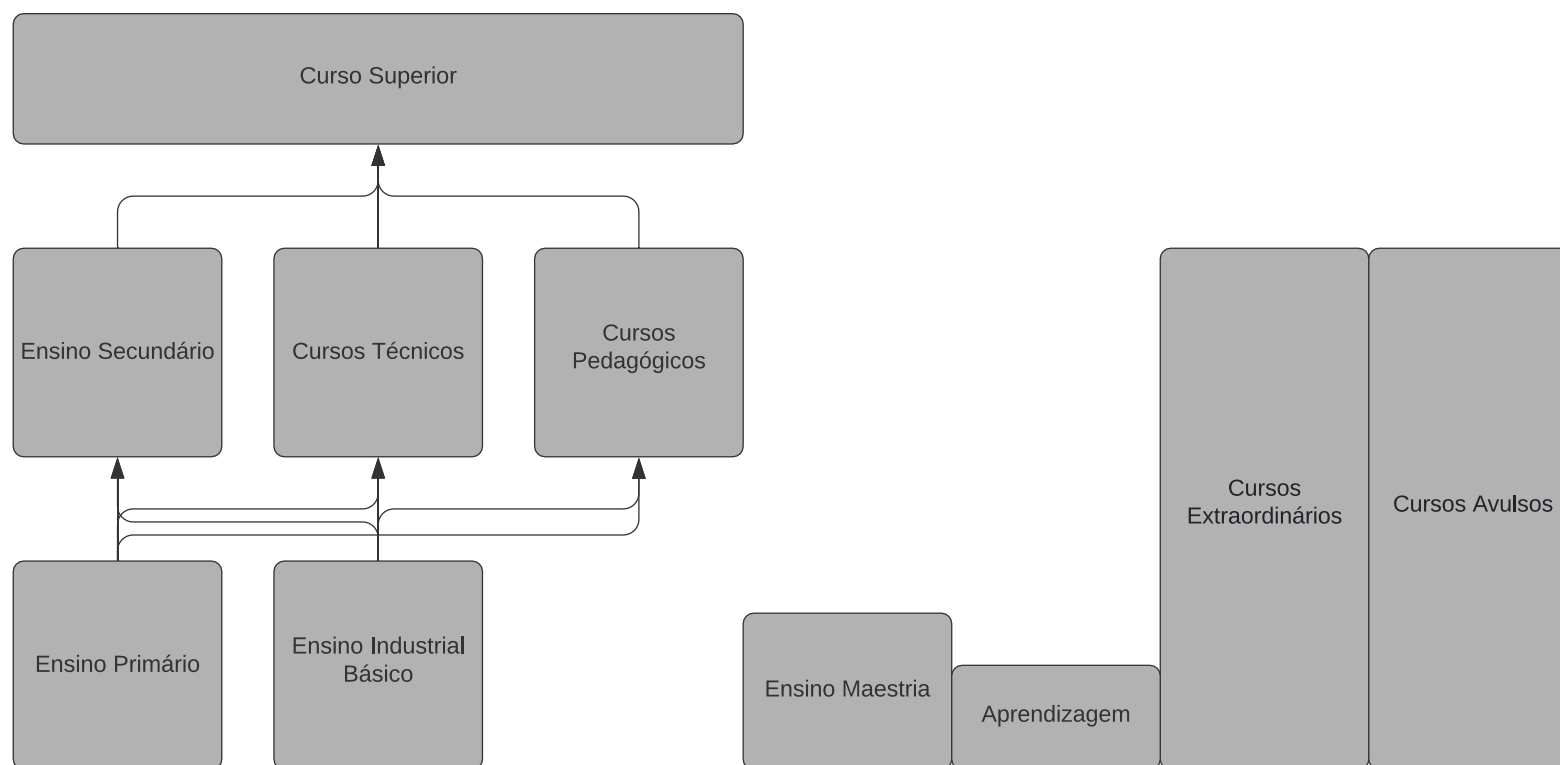 Curso Superior
Ensino Secundário
Cursos Técnicos
Cursos
Pedagógicos
Cursos
Extraordinários
Cursos Avulsos
Ensino Primário
Ensino Industrial
Básico
Ensino Maestria
Aprendizagem